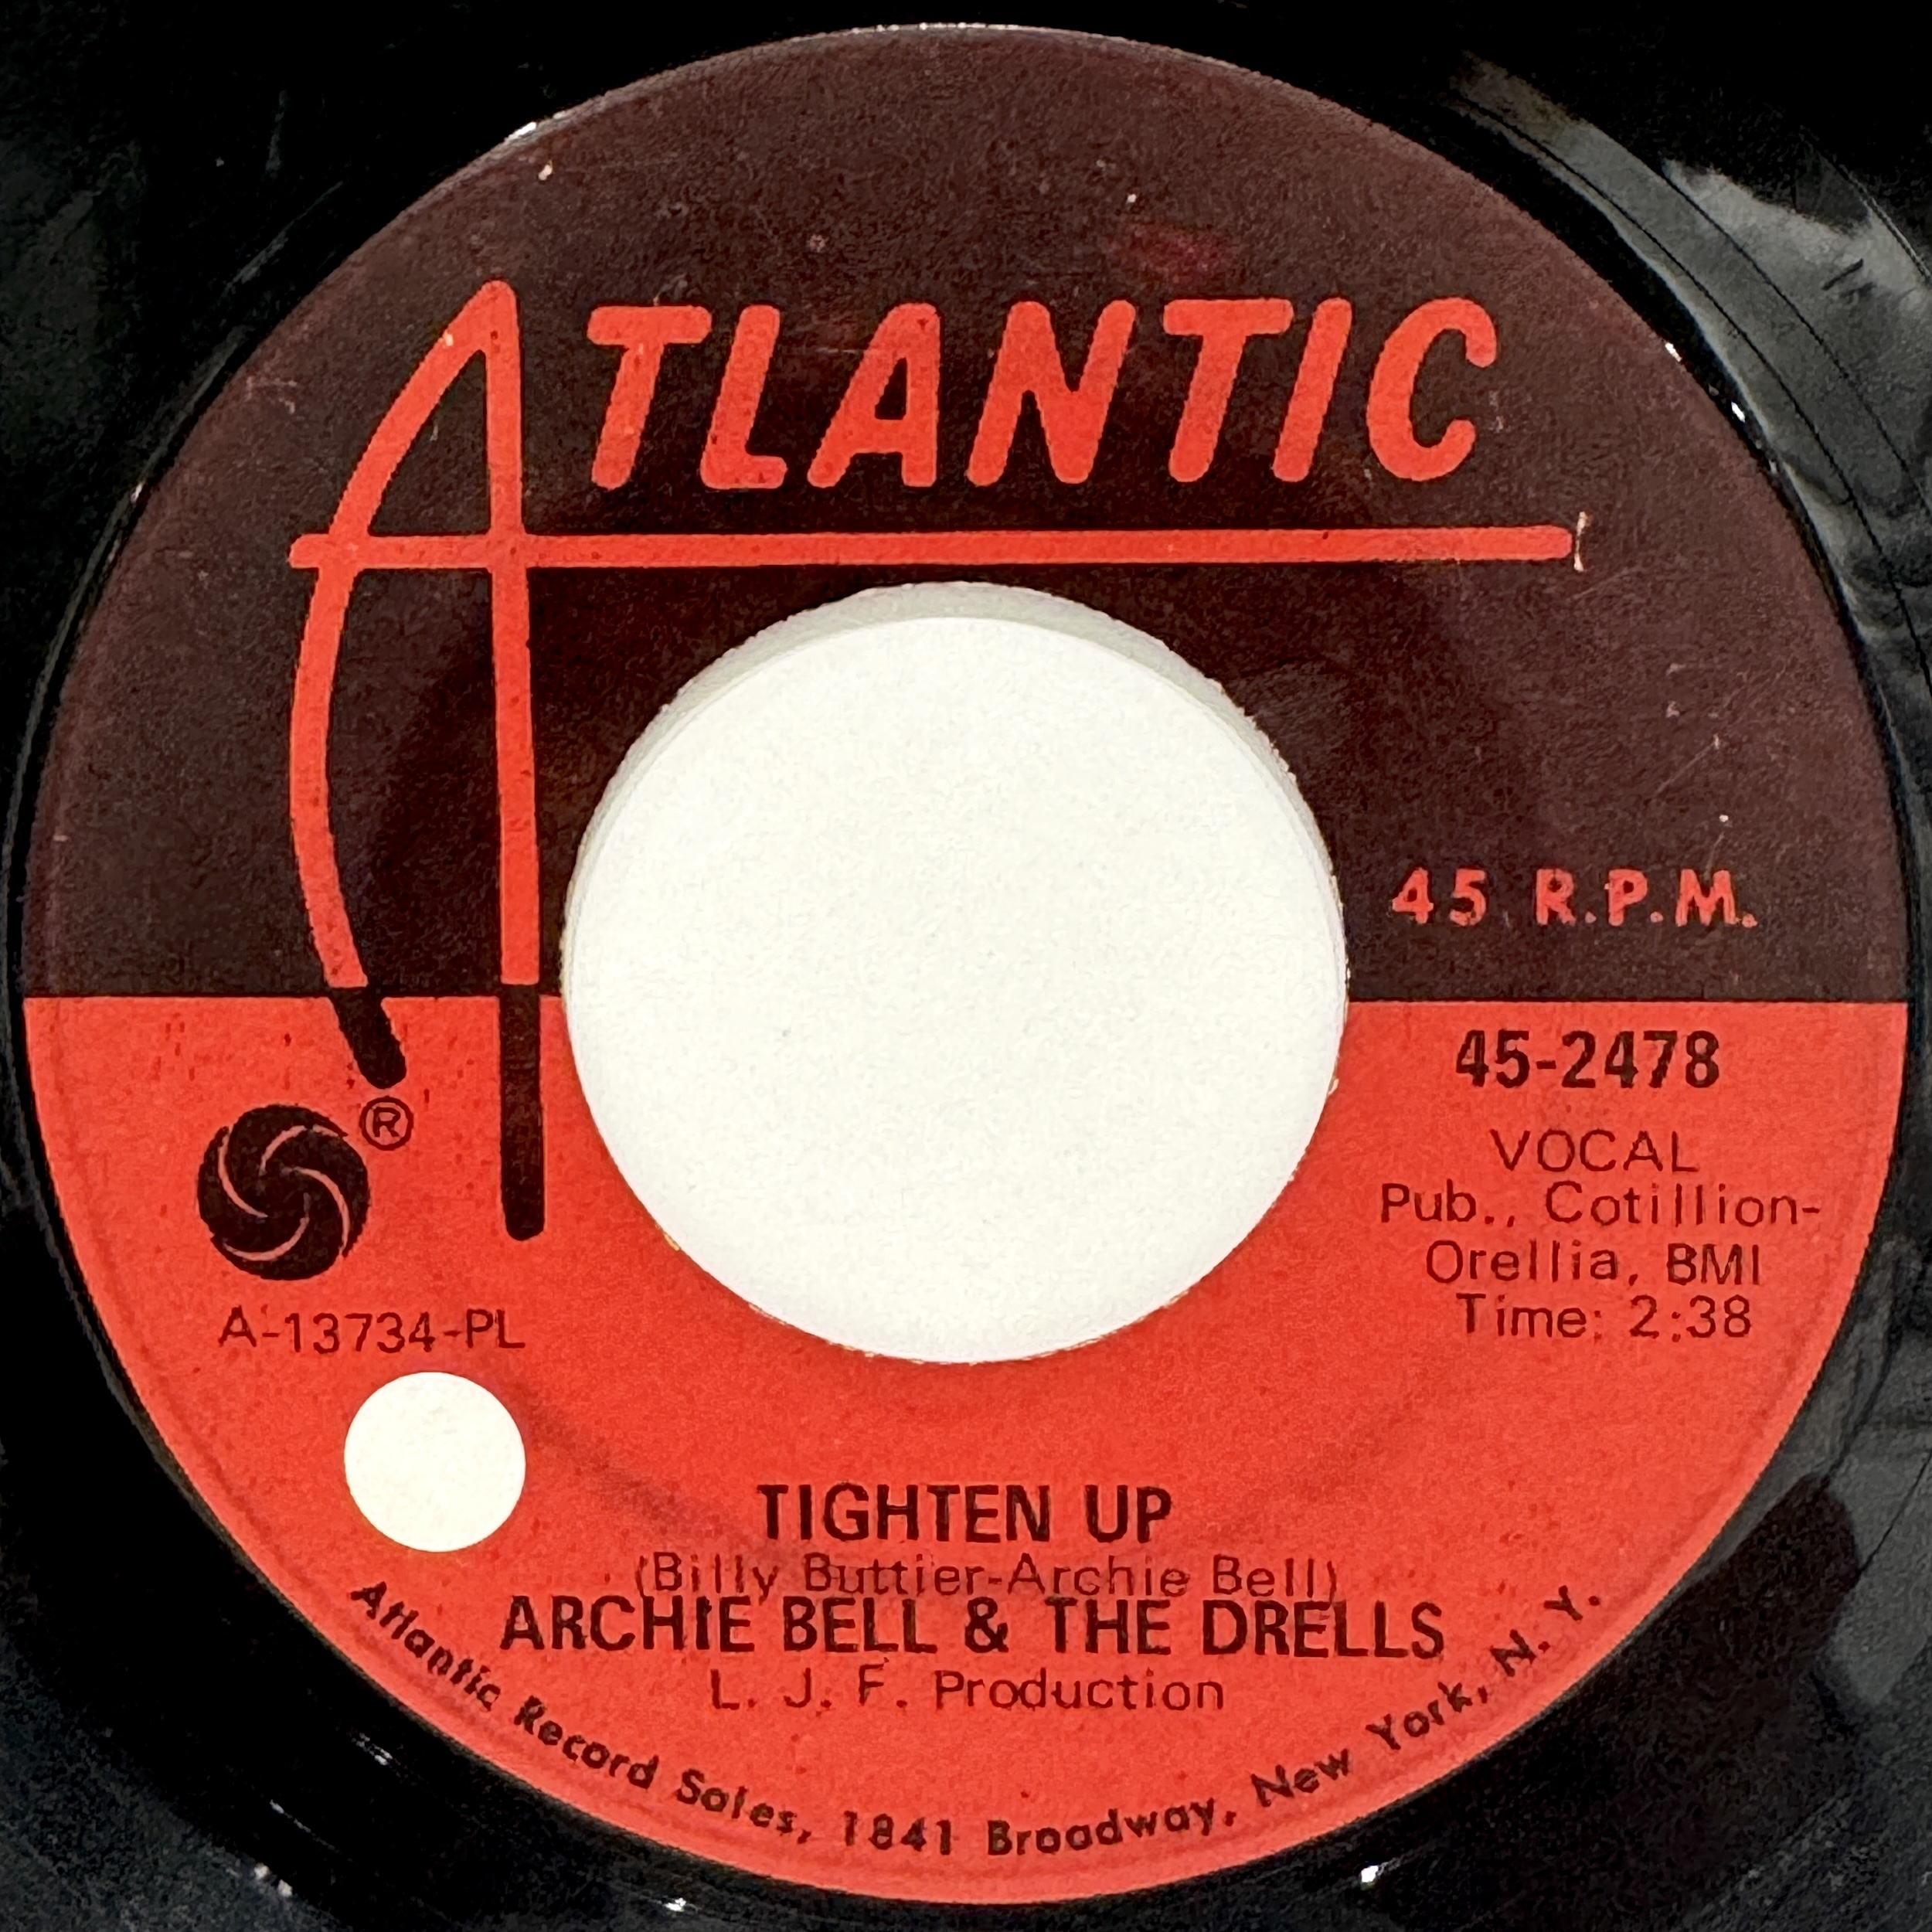 ATLANTIC
45 R.P.M.
45-2478
VOCAL
Pub., Cotillion-
Orellia, BMI
Time: 2:38
®
A-13734-PL
TIGHTEN UP
(Billy Buttier-Archie Bell)
ARCHIE BELL & THE DRELLS
L. J. F. Production
Atlantic Record Sales, 1841 Broadway, New York, N. Y.